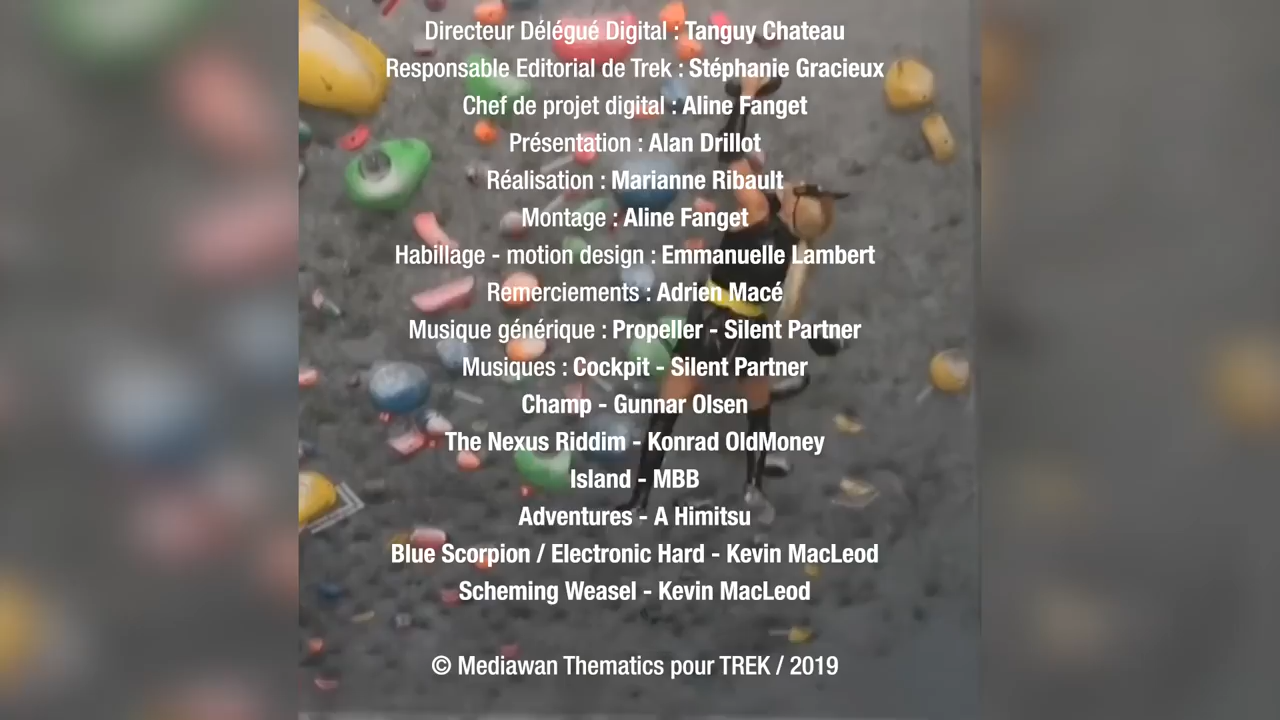 Directeur Délégué Digital : Tanguy Chateau
Responsable Editorial de Trek : Stéphanie Gracieux
Chef de projet digital : Aline Fanget
Présentation : Alan Drillot
Réalisation : Marianne Ribault
Montage : Aline Fanget
Habillage - motion design : Emmanuelle Lambert
Remerciements : Adrien Macé
Musique générique : Propeller - Silent Partner
Musiques : Cockpit - Silent Partner
Champ - Gunnar Olsen
The Nexus Riddim - Konrad OldMoney
Island - MBB
Adventures - A Himitsu
Blue Scorpion / Electronic Hard - Kevin MacLeod
Scheming Weasel - Kevin MacLeod
© Mediawan Thematics pour TREK / 2019